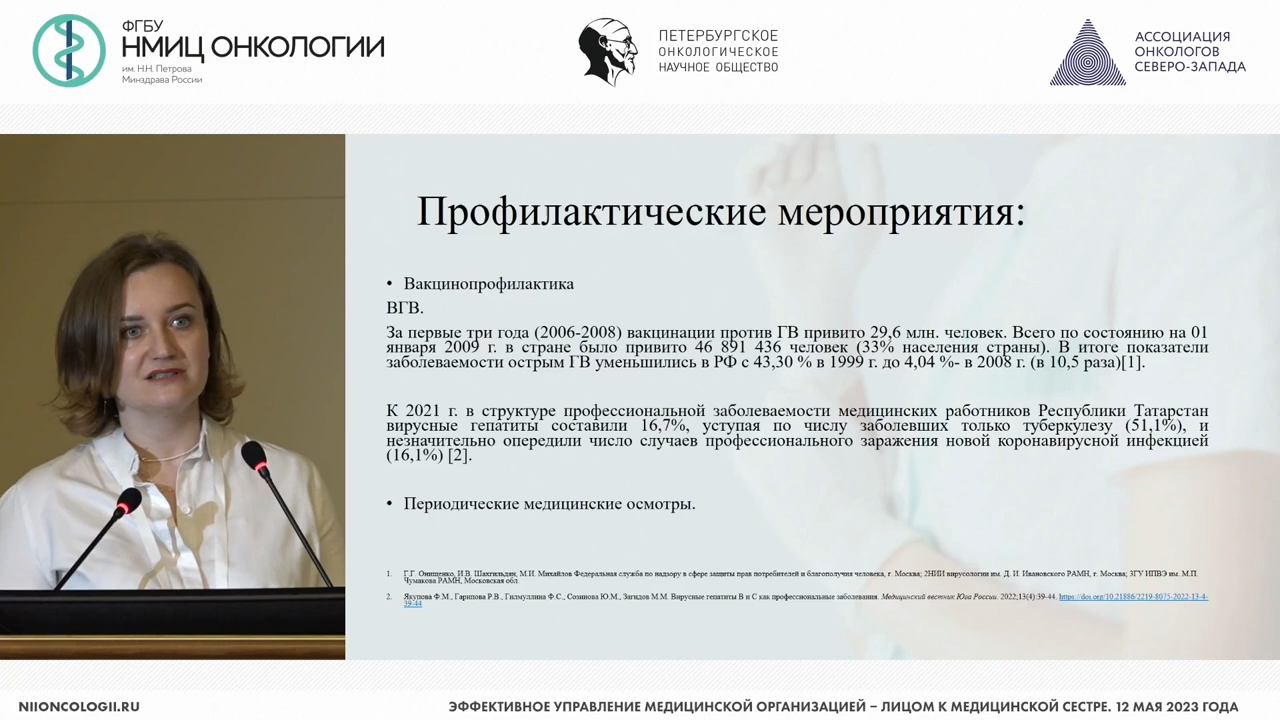 ФГБУ
НМИЦ ОНКОЛОГИИ
им. Н.Н. Петрова
Минздрава России
ПЕТЕРБУРГСКОЕ
ОНКОЛОГИЧЕСКОЕ
НАУЧНОЕ ОБЩЕСТВО
АССОЦИАЦИЯ
ОНКОЛОГОВ
СЕВЕРО-ЗАПАДА
Профилактические мероприятия:
• Вакцинопрофилактика
ВГВ.
За первые три года (2006-2008) вакцинации против ГВ привито 29,6 млн. человек. Всего по состоянию на 01
января 2009 г. в стране было привито 46 891 436 человек (33% населения страны). В итоге показатели
заболеваемости острым ГВ уменьшились в РФ с 43,30 % в 1999 г. до 4,04 %- в 2008 г. (в 10,5 раза)[1].
К 2021 г. в структуре профессиональной заболеваемости медицинских работников Республики Татарстан
вирусные гепатиты составили 16,7%, уступая по числу заболевших только туберкулезу (51,1%), и
незначительно опередили число случаев профессионального заражения новой коронавирусной инфекцией
(16,1%) [2].
• Периодические медицинские осмотры.
1. Г.Г. Онищенко, И.В. Шахгильдян, М.И. Михайлов Федеральная служба по надзору в сфере защиты прав потребителей и благополучия человека, г. Москва; 2НИИ вирусологии им. Д. И. Ивановского РАМН, г. Москва; 3ГУ ИПВЭ им. М.П.
Чумакова РАМН, Московская обл.
2. Якупова Ф.М., Гарипова Р.В., Гилмуллина Ф.С., Созинова Ю.М., Загидов М.М. Вирусные гепатиты В и С как профессиональные заболевания. Медицинский вестник Юга России. 2022;13(4):39-44. https://doi.org/10.21886/2219-8075-2022-13-4-
39-44
NIIONCOLOGII.RU
ЭФФЕКТИВНОЕ УПРАВЛЕНИЕ МЕДИЦИНСКОЙ ОРГАНИЗАЦИЕЙ – ЛИЦОМ К МЕДИЦИНСКОЙ СЕСТРЕ. 12 МАЯ 2023 ГОДА